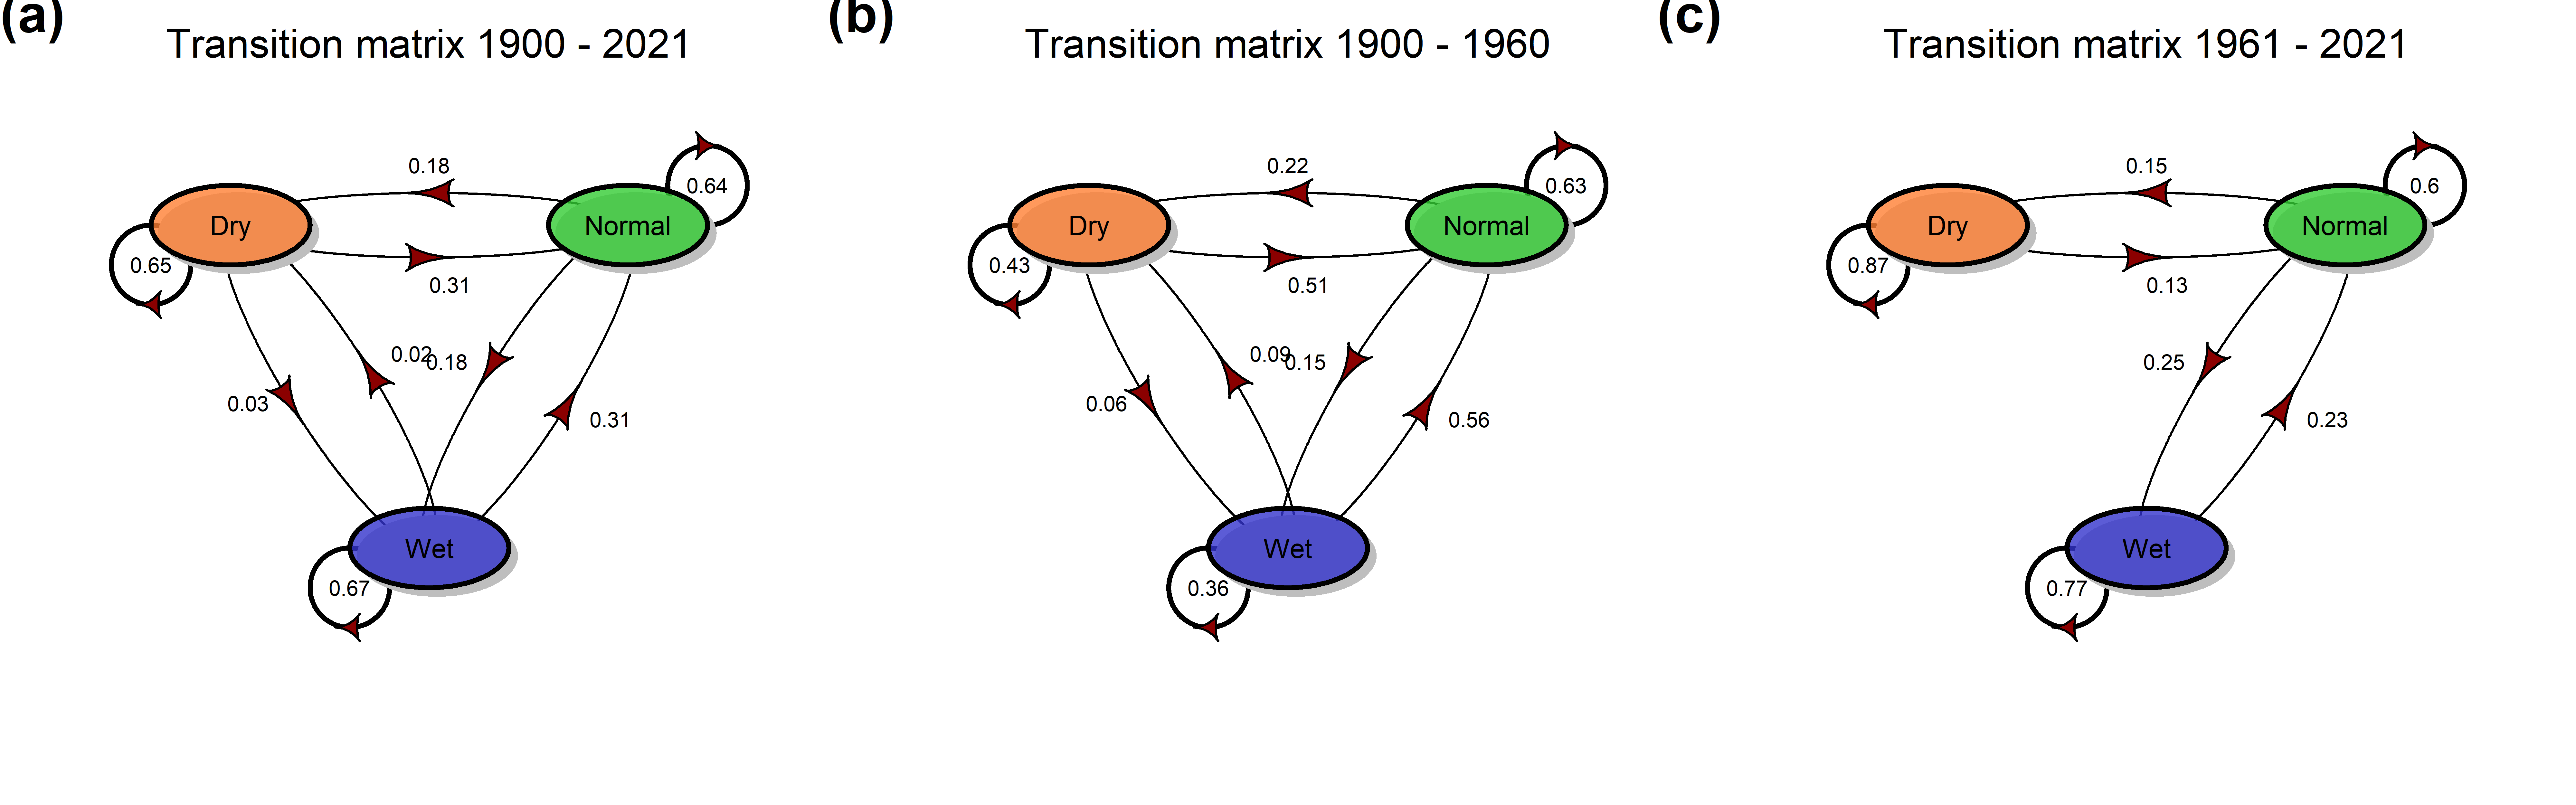 (a)
Transition matrix 1900 - 2021
0.18
0.64
Dry
Normal
0.65
0.31
0.02
0.18
0.03
0.31
Wet
0.67
(b)
Transition matrix 1900 - 1960
0.22
0.63
Dry
Normal
0.43
0.51
0.09
0.15
0.06
0.56
Wet
0.36
(c)
Transition matrix 1961 - 2021
0.15
0.6
Dry
Normal
0.87
0.13
0.25
0.23
Wet
0.77